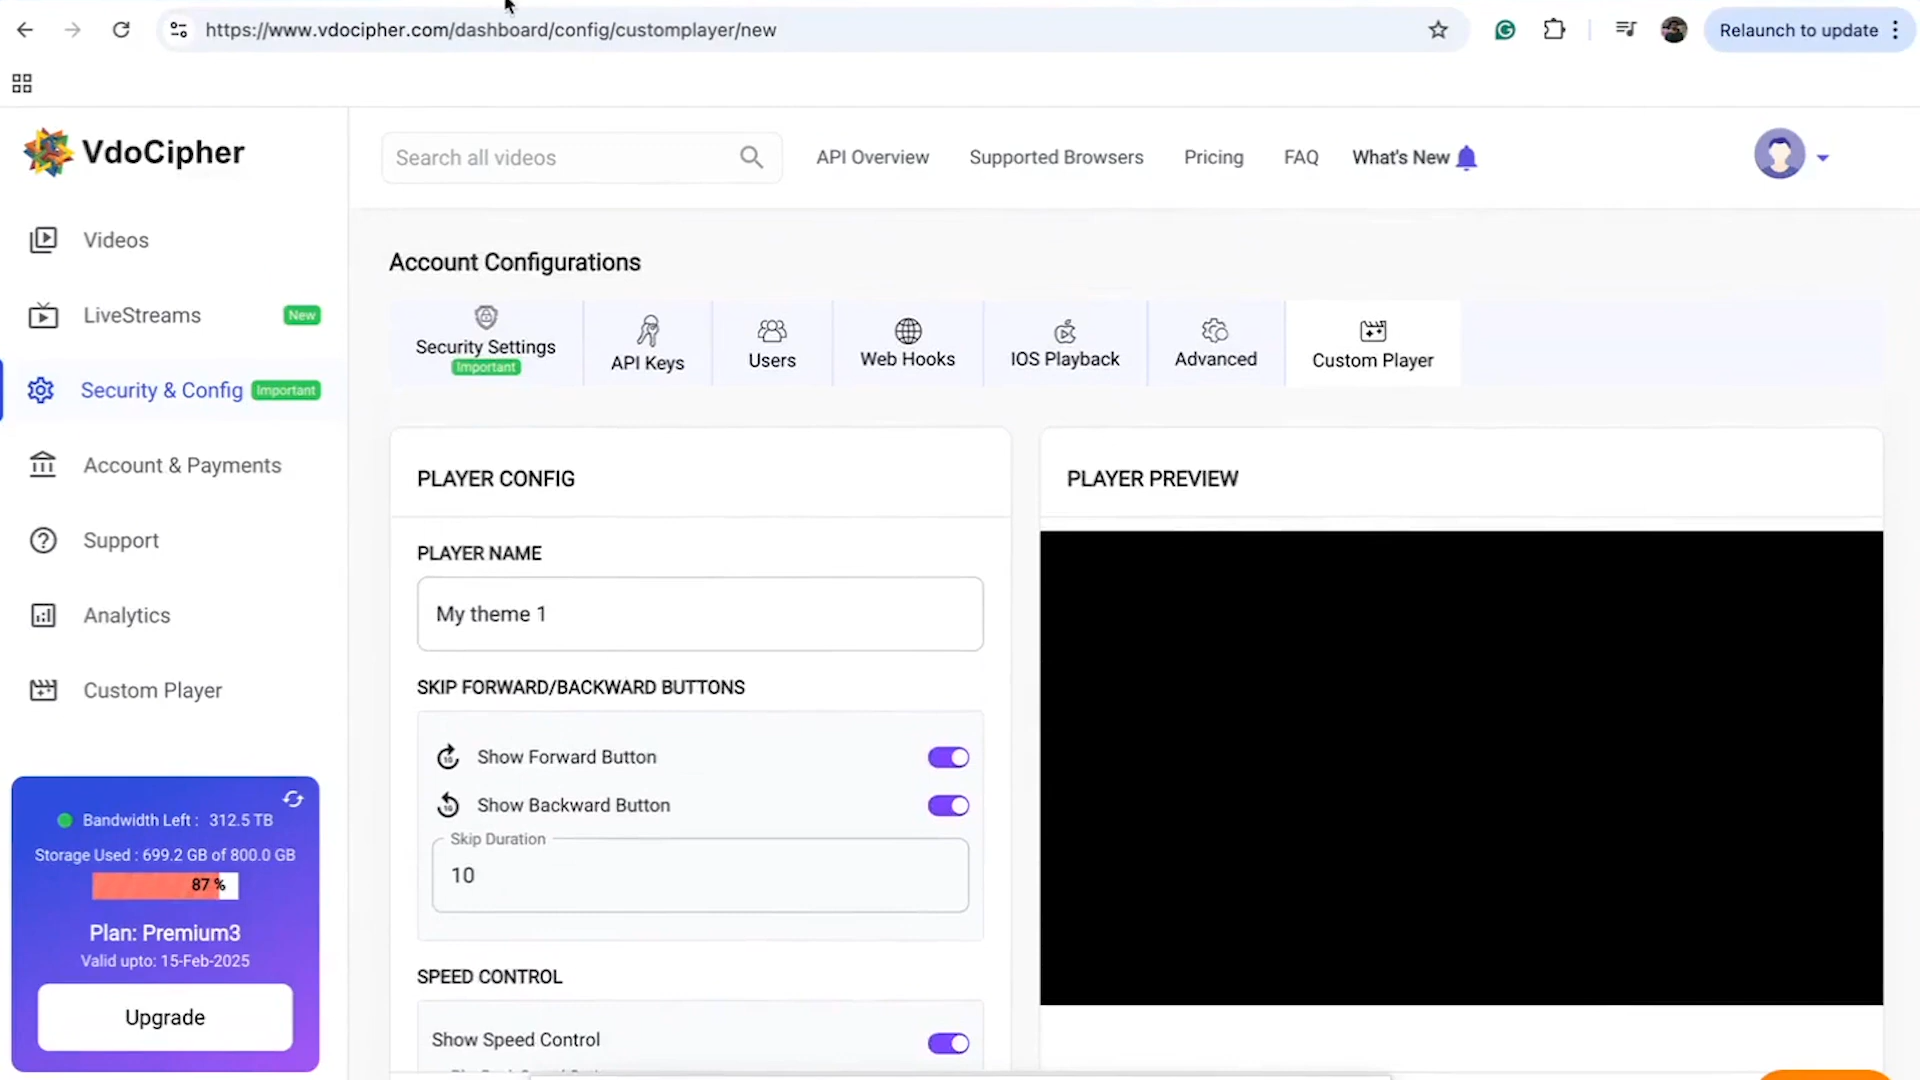 https://www.vdocipher.com/dashboard/config/customplayer/new
Relaunch to update
VdoCipher
Search all videos
API Overview
Supported Browsers
Pricing
FAQ
What's New
Videos
LiveStreams
New
Security & Config
Important
Account & Payments
Support
Analytics
Custom Player
Bandwidth Left : 312.5 TB
Storage Used : 699.2 GB of 800.0 GB
87 %
Plan: Premium3
Valid upto: 15-Feb-2025
Upgrade
Account Configurations
Security Settings
Important
API Keys
Users
Web Hooks
IOS Playback
Advanced
Custom Player
PLAYER CONFIG
PLAYER NAME
My theme 1
SKIP FORWARD/BACKWARD BUTTONS
10
Show Forward Button
10
Show Backward Button
Skip Duration
10
SPEED CONTROL
Show Speed Control
PLAYER PREVIEW